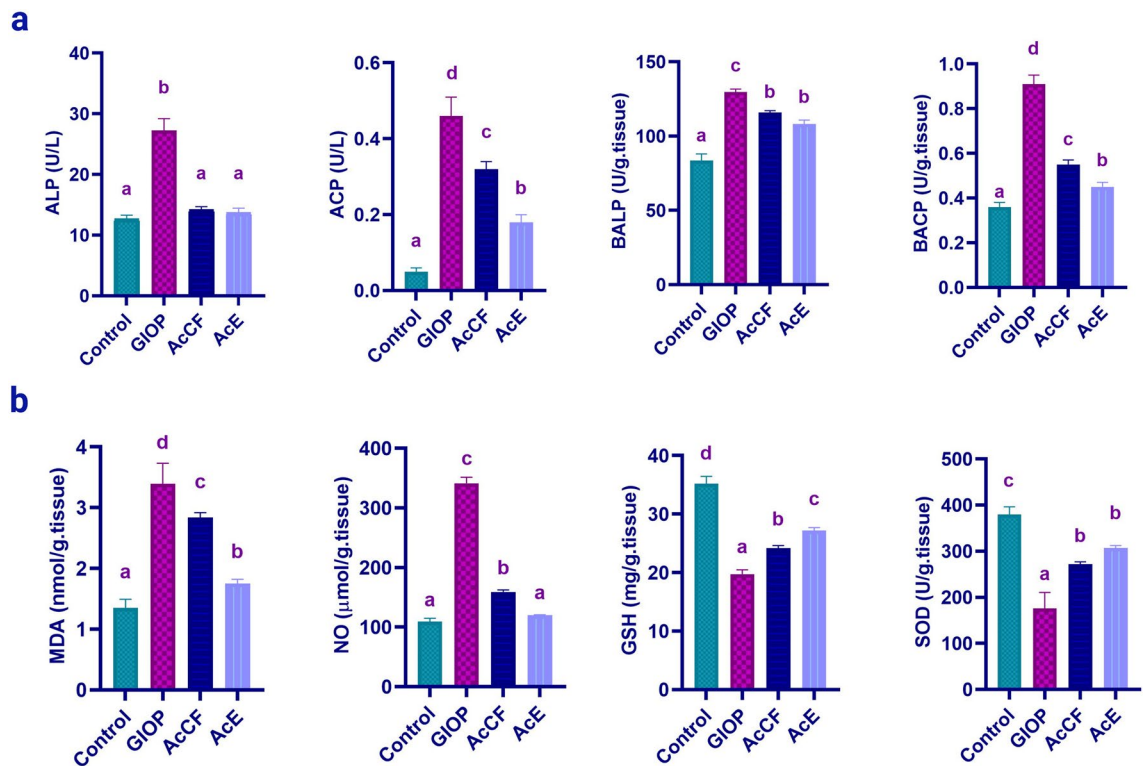 a
ALP (U/L)
40
30
20
10
0
a
b
a
a
Control
GIOP
AcCF
AcE
ACP (U/L)
0.6
0.4
0.2
0.0
a
d
c
b
Control
GIOP
AcCF
AcE
BALP (U/g.tissue)
150
100
50
0
a
c
b
b
Control
GIOP
AcCF
AcE
BACP (U/g.tissue)
1.0
0.8
0.6
0.4
0.2
0.0
a
d
c
b
Control
GIOP
AcCF
AcE
b
MDA (nmol/g.tissue)
4
3
2
1
0
a
d
c
b
Control
GIOP
AcCF
AcE
NO (μmol/g.tissue)
400
300
200
100
0
a
c
b
a
Control
GIOP
AcCF
AcE
GSH (mg/g.tissue)
40
30
20
10
0
d
a
b
c
Control
GIOP
AcCF
AcE
SOD (U/g.tissue)
500
400
300
200
100
0
c
a
b
b
Control
GIOP
AcCF
AcE